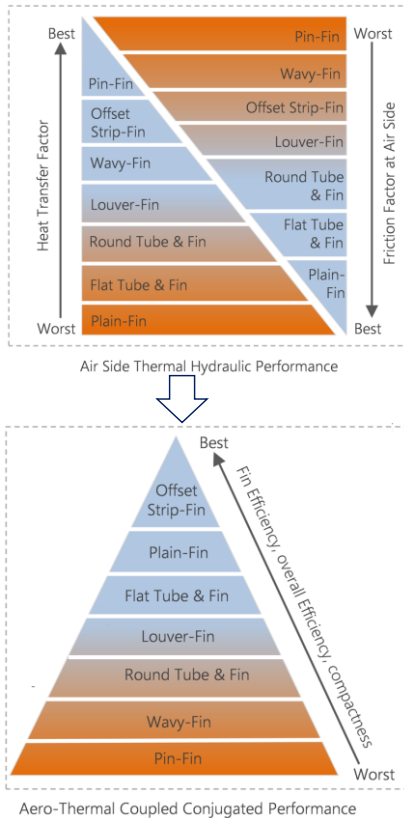 Best
Heat Transfer Factor
Worst
Pin-Fin
Offset
Strip-Fin
Wavy-Fin
Louver-Fin
Round Tube & Fin
Flat Tube & Fin
Plain-Fin
Pin-Fin
Wavy-Fin
Offset Strip-Fin
Louver-Fin
Round Tube
& Fin
Flat Tube
& Fin
Plain-
Fin
Worst
Friction Factor at Air Side
Best
Air Side Thermal Hydraulic Performance
Best
Offset
Strip-Fin
Plain-Fin
Flat Tube & Fin
Louver-Fin
Round Tube & Fin
Wavy-Fin
Pin-Fin
Fin Efficiency, overall Efficiency, compactness
Worst
Aero-Thermal Coupled Conjugated Performance